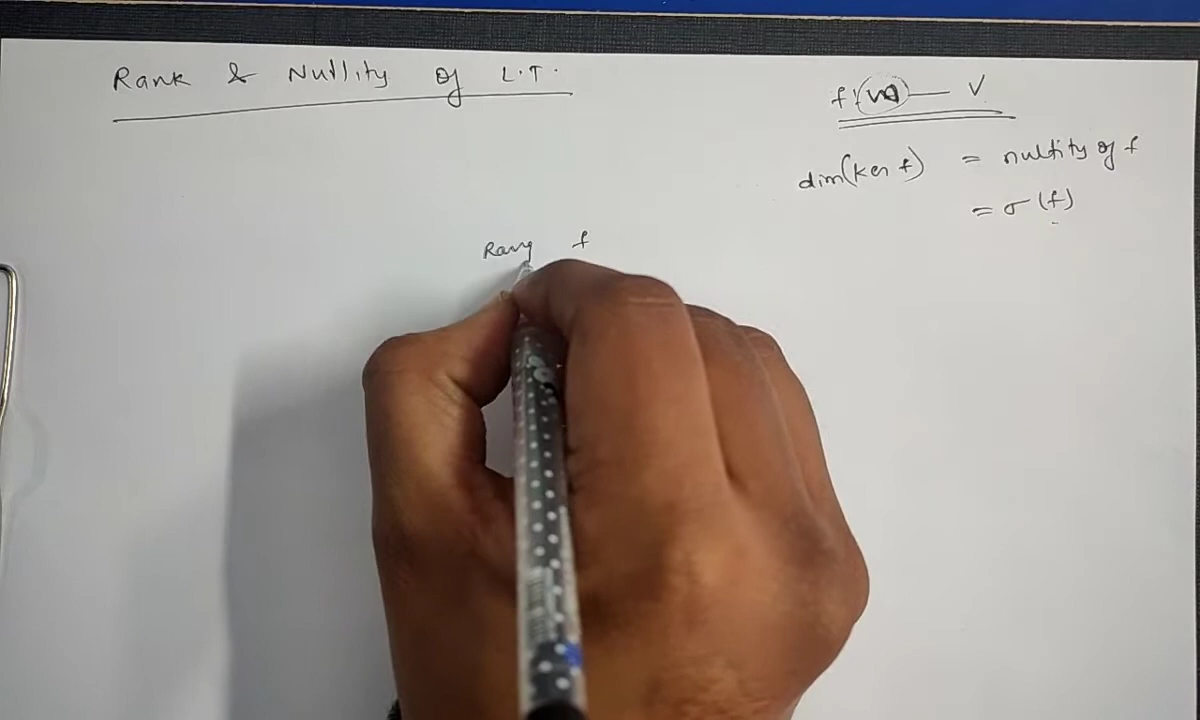 Rank & Nullity of L.T.
f: — V
dim(ker f) = nullity of f
= σ (f)
Rang f